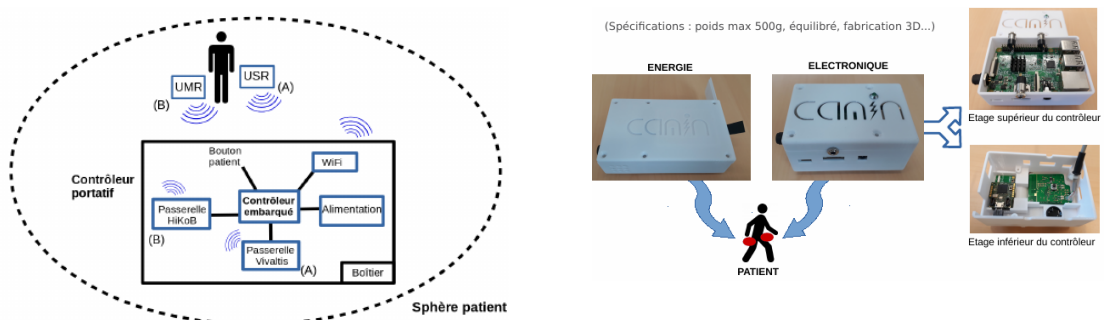 UMR
USR
(A)
(B)
Contrôleur
portatif
Bouton
patient
WiFi
Passerelle
HiKoB
(B)
Contrôleur
embarqué
Alimentation
Passerelle
Vivaltis
(A)
Boîtier
Sphère patient
(Spécifications : poids max 500g, équilibré, fabrication 3D...)
ENERGIE
ELECTRONIQUE
camin
camin
PATIENT
camin
Etage supérieur du contrôleur
Etage inférieur du contrôleur